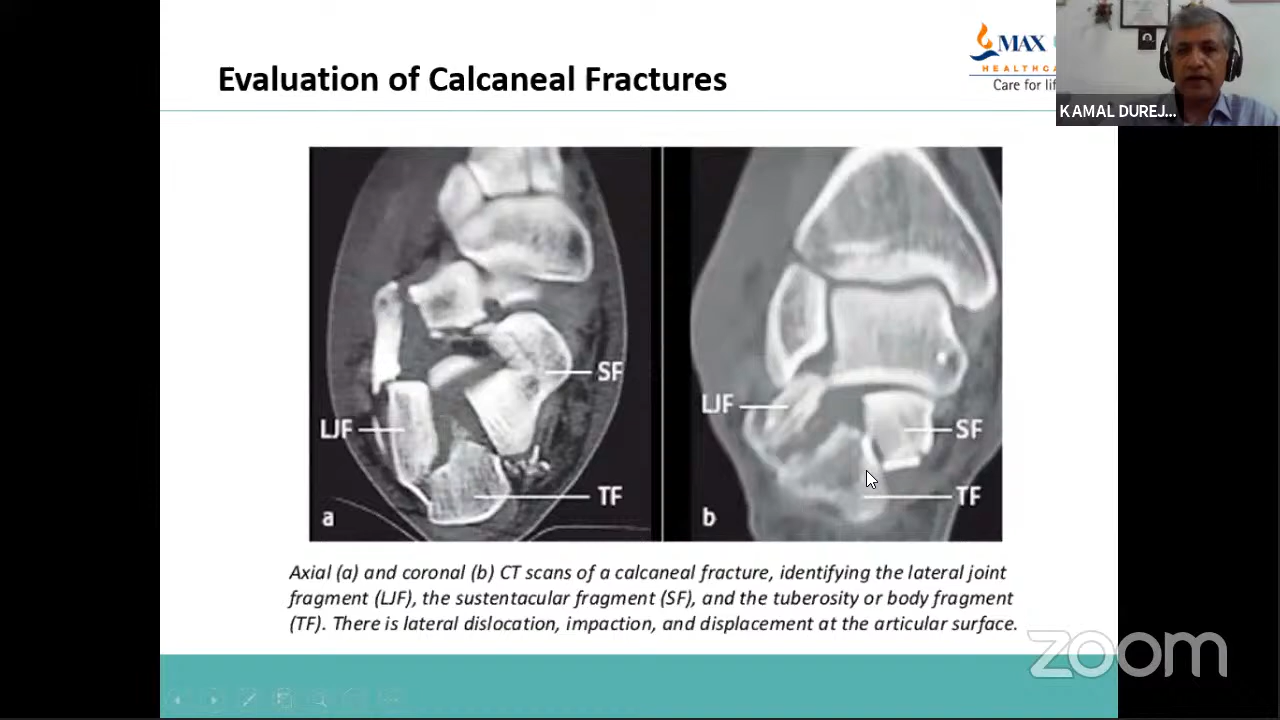 Evaluation of Calcaneal Fractures
MAX
HEALTHCA
Care for lif
KAMAL DUREJ...
SF
LJF
TF
a
LJF
SF
TF
b
Axial (a) and coronal (b) CT scans of a calcaneal fracture, identifying the lateral joint
fragment (LJF), the sustentacular fragment (SF), and the tuberosity or body fragment
(TF). There is lateral dislocation, impaction, and displacement at the articular surface.
zoom